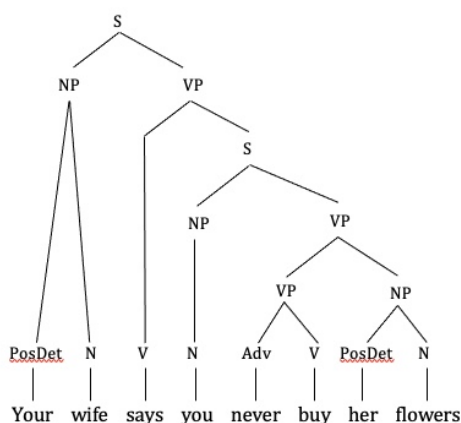 S
NP VP
S
NP VP
VP NP
PosDet N V N Adv V PosDet N
Your wife says you never buy her flowers